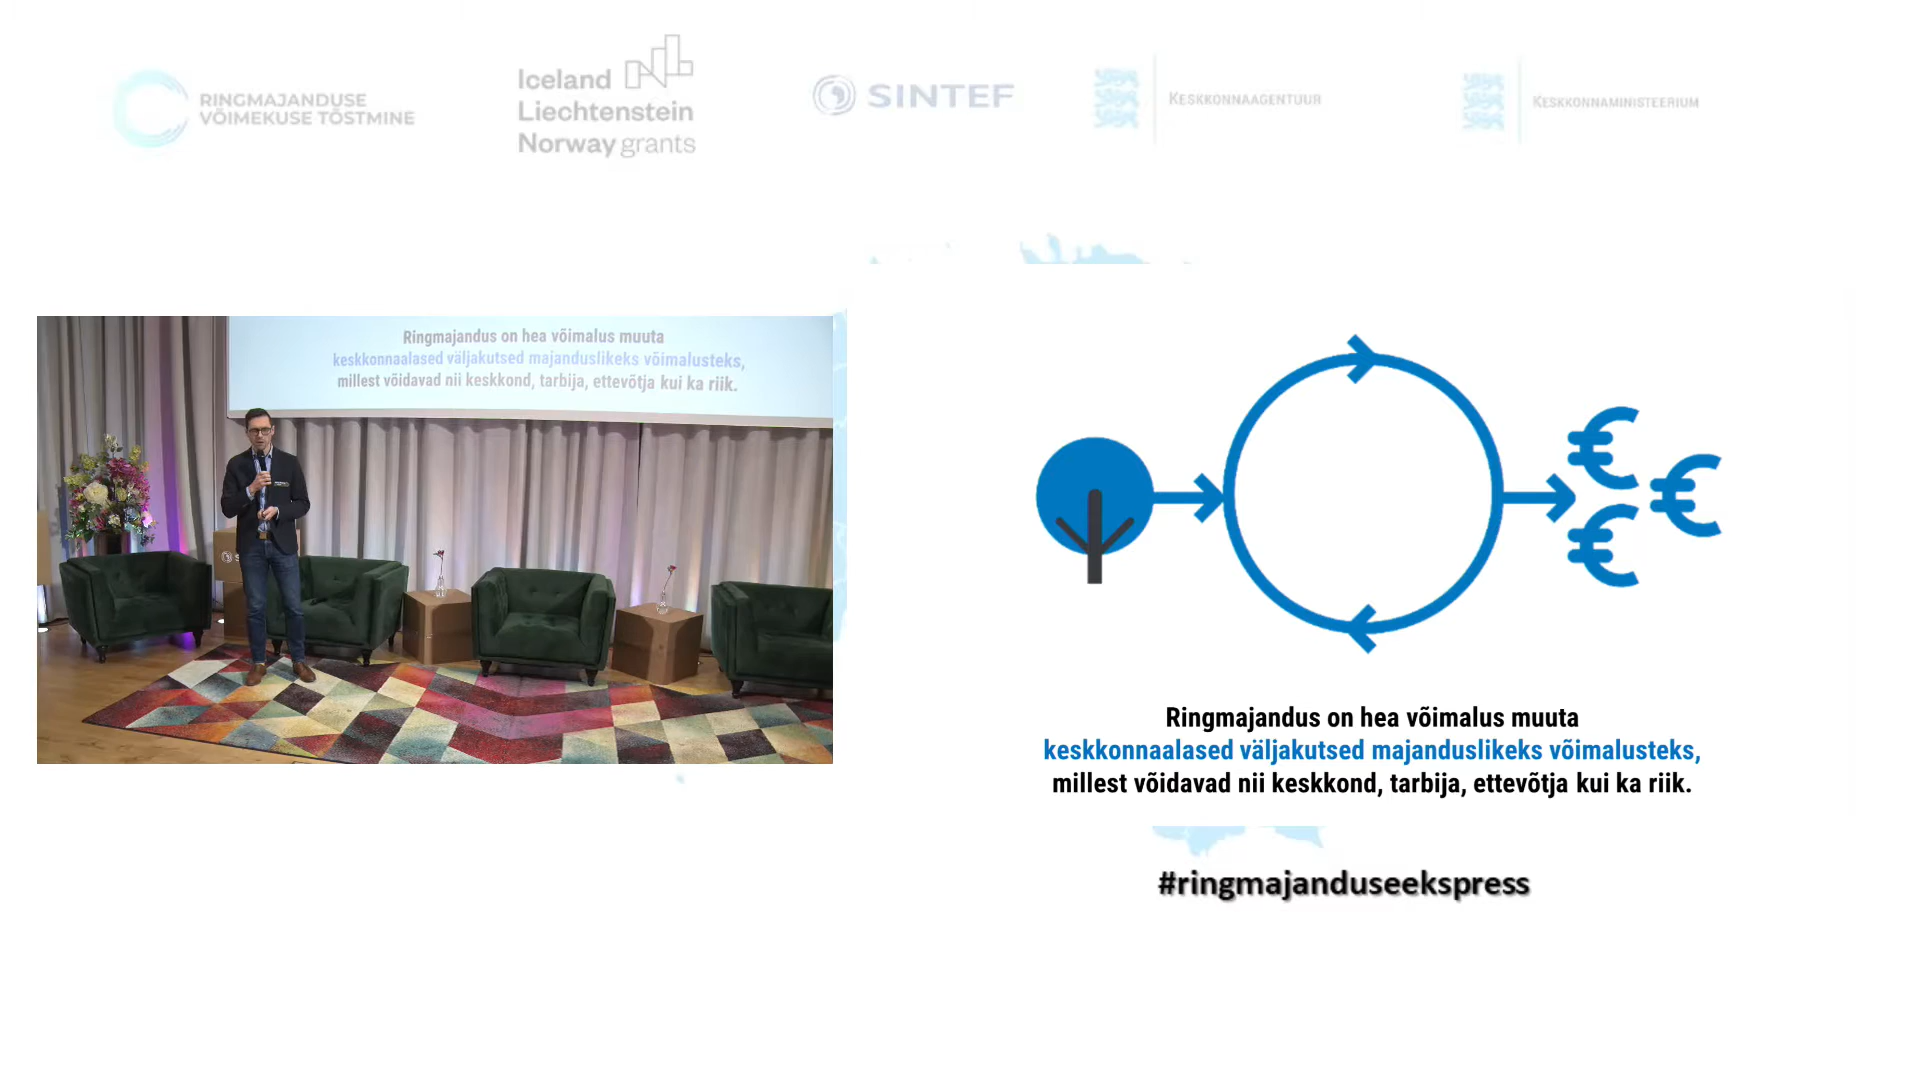 RINGMAJANDUSE
VÕIMEKUSE TÕSTMINE
Iceland
Liechtenstein
Norway grants
SINTEF
KESKKONNAAGENTUUR
KESKKONNAMINISTEERIUM
Ringmajandus on hea võimalus muuta
keskkonnaalased väljakutsed majanduslikeks võimalusteks,
millest võidavad nii keskkond, tarbija, ettevõtja kui ka riik.
Ringmajandus on hea võimalus muuta
keskkonnaalased väljakutsed majanduslikeks võimalusteks,
millest võidavad nii keskkond, tarbija, ettevõtja kui ka riik.
#ringmajanduseekspress